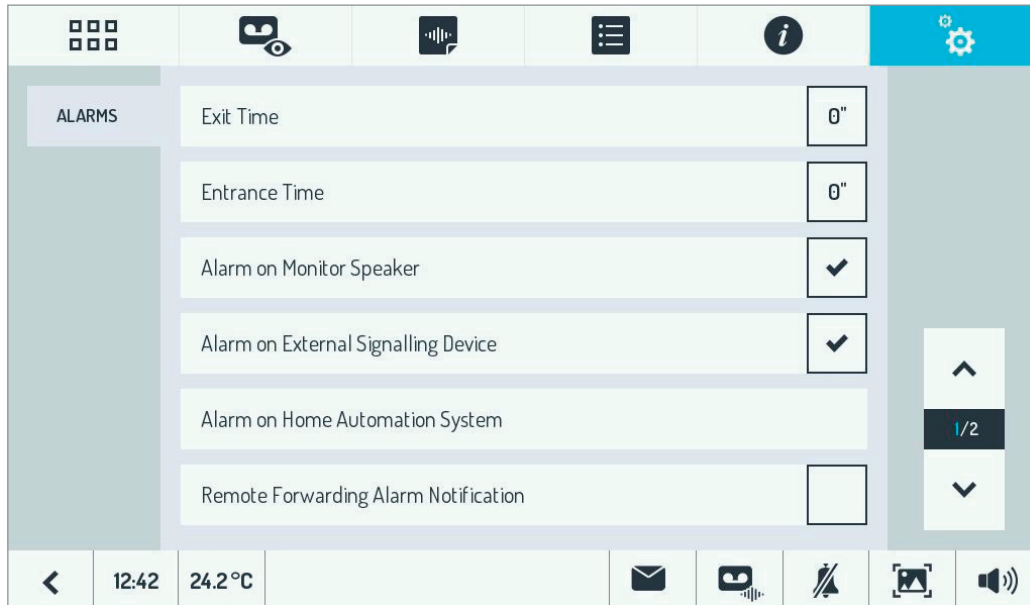 ALARMS
Exit Time
0"
Entrance Time
0"
Alarm on Monitor Speaker
Alarm on External Signalling Device
Alarm on Home Automation System
1/2
Remote Forwarding Alarm Notification
12:42
24.2°C